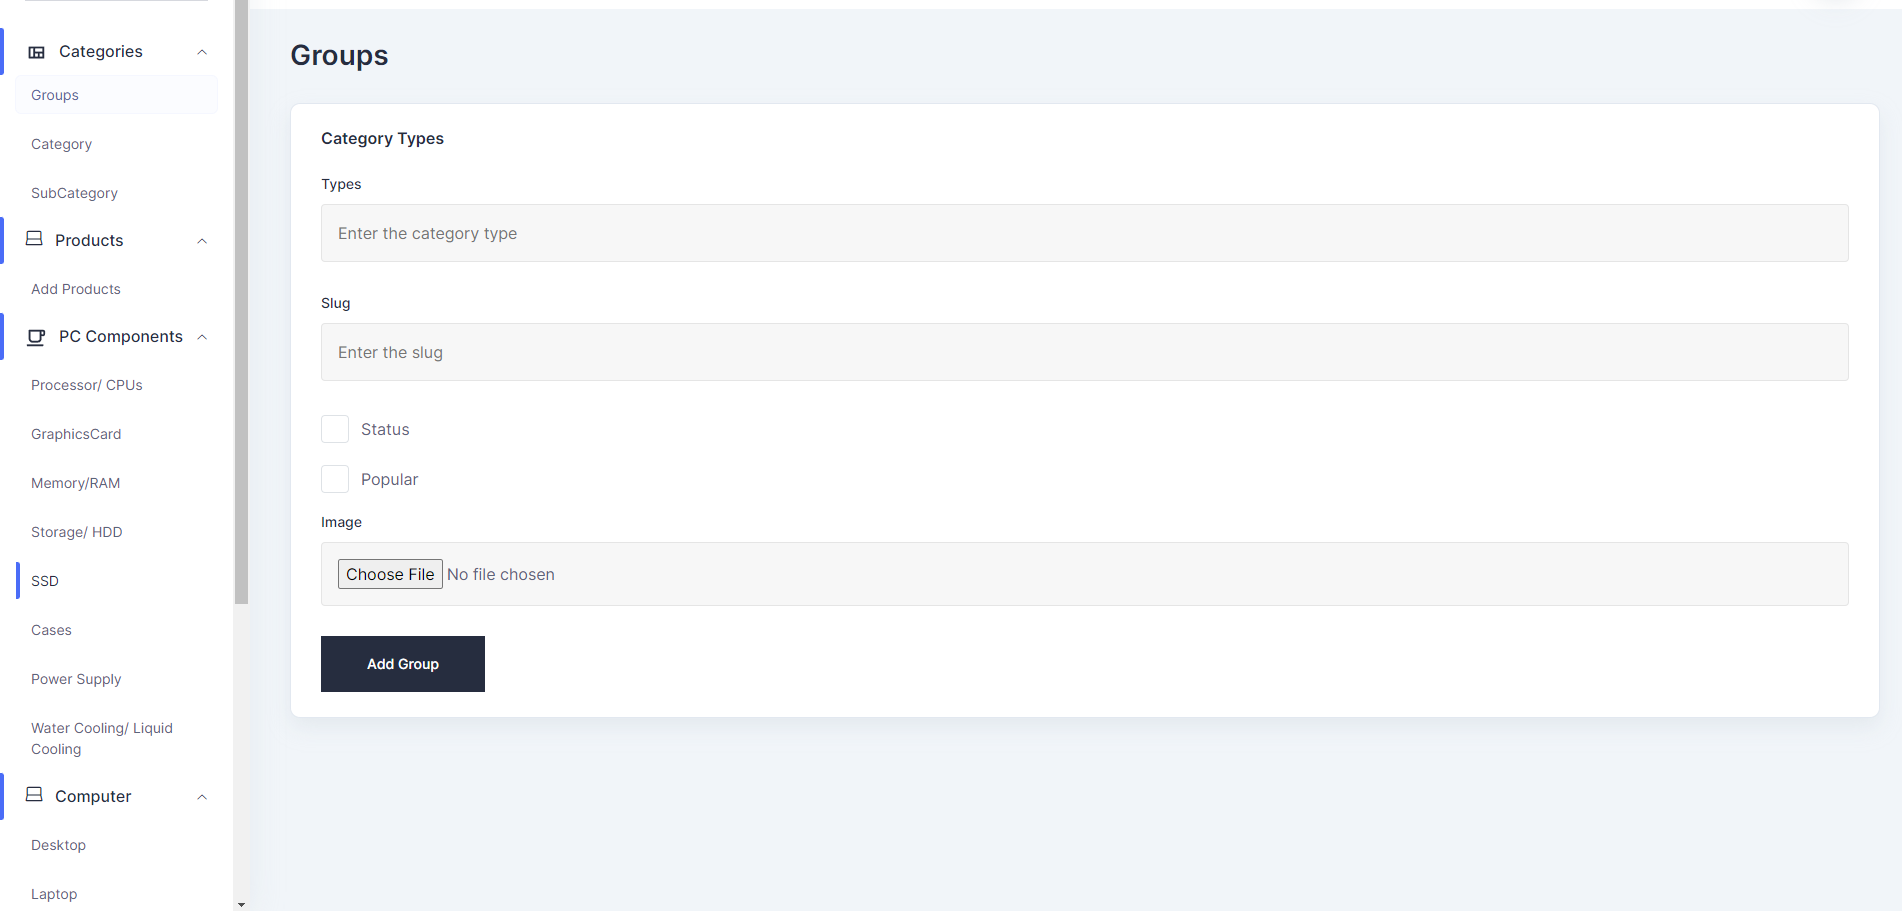 Categories
Groups
Category
SubCategory
Products
Add Products
PC Components
Processor/ CPUs
GraphicsCard
Memory/RAM
Storage/ HDD
SSD
Cases
Power Supply
Water Cooling/ Liquid
Cooling
Computer
Desktop
Laptop
Groups
Category Types
Types
Enter the category type
Slug
Enter the slug
Status
Popular
Image
Choose File No file chosen
Add Group